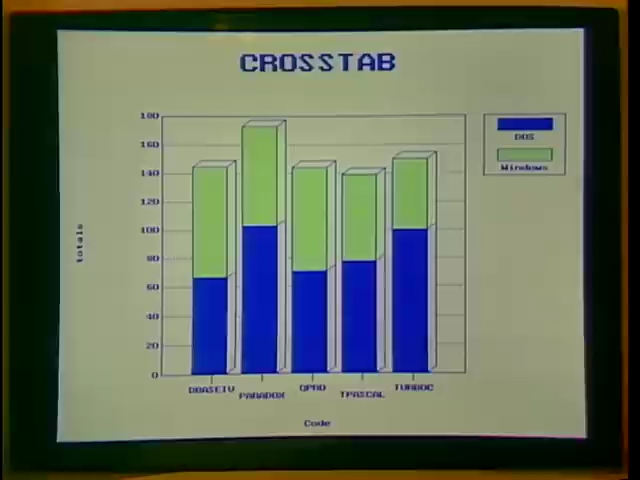 CROSSTAB
180
160
140
120
100
80
60
40
20
0
totals
DOS
Windows
DBASEIV
PARADOX
QPRO
TPASCAL
TURBOC
Code